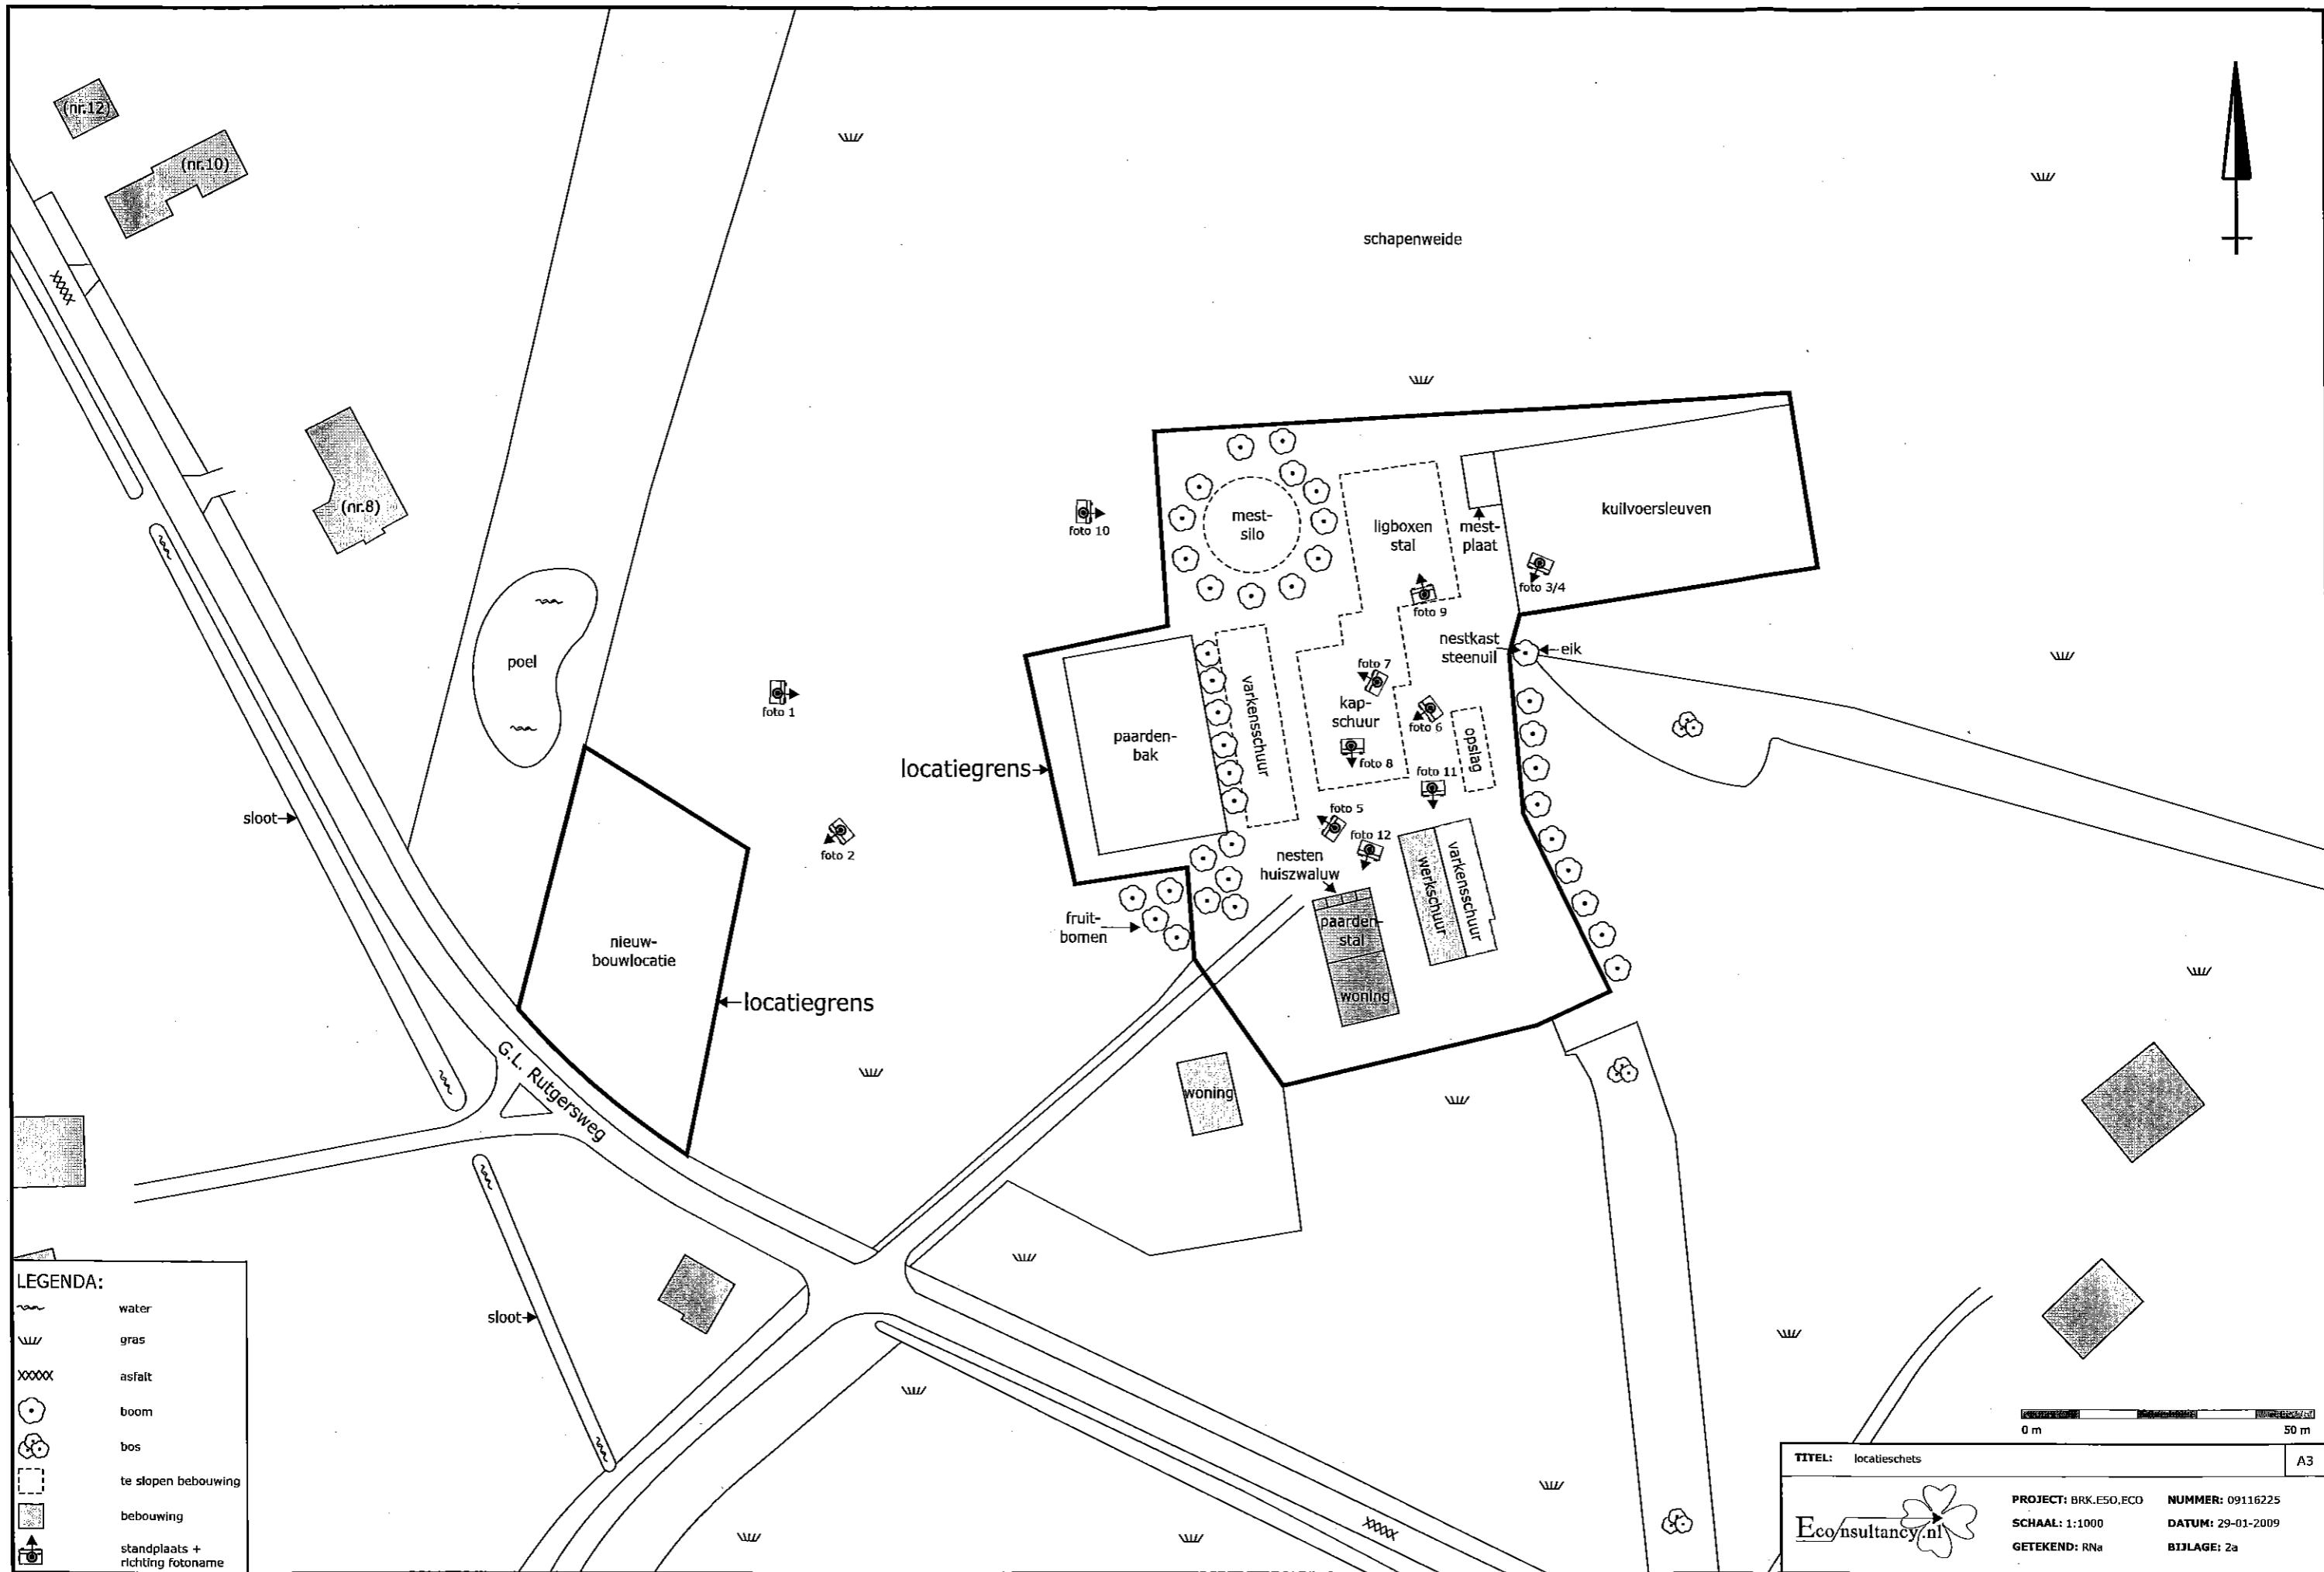 (nr.12)
(nr.10)
schapenweide
(nr.8)
foto 10
mest-
silo
ligboxen
stal
mest-
plaat
kuilvoersleuven
foto 3/4
foto 9
nestkast
steenuil
eik
poel
foto 1
foto 7
varkensschuur
kap-
schuur
foto 6
opslag
paarden-
bak
locatiegrens
foto 8
foto 11
sloot
foto 2
foto 5
foto 12
nesten
huiszwaluw
werkschuur
varkensschuur
fruit-
bomen
paarden-
stal
woning
nieuw-
bouwlocatie
locatiegrens
G.L. Rutgersweg
woning
sloot
LEGENDA:
water
gras
asfalt
boom
bos
te slopen bebouwing
bebouwing
standplaats +
richting fotoname
0 m 50 m
TITEL: locatieschets A3
Econsultancy.nl
PROJECT: BRK.E50.ECO NUMMER: 09116225
SCHAAL: 1:1000 DATUM: 29-01-2009
GETEKEND: RNa BIJLAGE: 2a